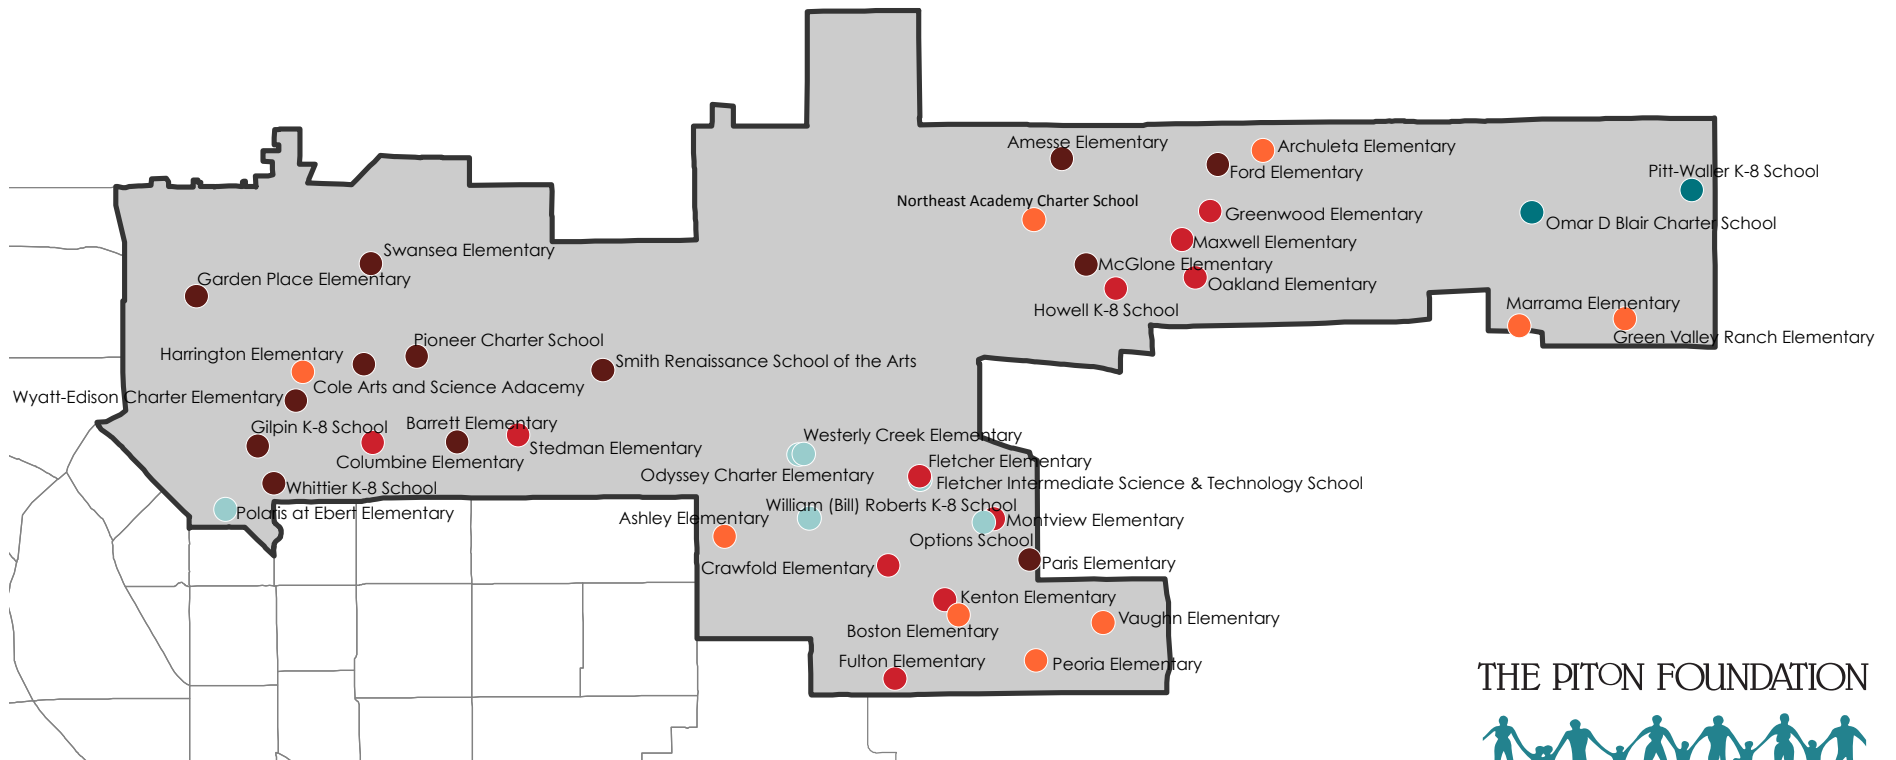 Amesse Elementary
Archuleta Elementary
Ford Elementary
Pitt-Waller K-8 School
Northeast Academy Charter School
Greenwood Elementary
Omar D Blair Charter School
Maxwell Elementary
Swansea Elementary
McGlone Elementary
Garden Place Elementary
Oakland Elementary
Howell K-8 School
Marrama Elementary
Green Valley Ranch Elementary
Pioneer Charter School
Harrington Elementary
Smith Renaissance School of the Arts
Cole Arts and Science Adacemy
Wyatt-Edison Charter Elementary
Gilpin K-8 School
Barrett Elementary
Westerly Creek Elementary
Stedman Elementary
Columbine Elementary
Fletcher Elementary
Odyssey Charter Elementary
Fletcher Intermediate Science & Technology School
Whittier K-8 School
William (Bill) Roberts K-8 School
Polaris at Ebert Elementary
Ashley Elementary
Montview Elementary
Options School
Paris Elementary
Crawfold Elementary
Kenton Elementary
Vaughn Elementary
Boston Elementary
Fulton Elementary
Peoria Elementary
THE PITON FOUNDATION